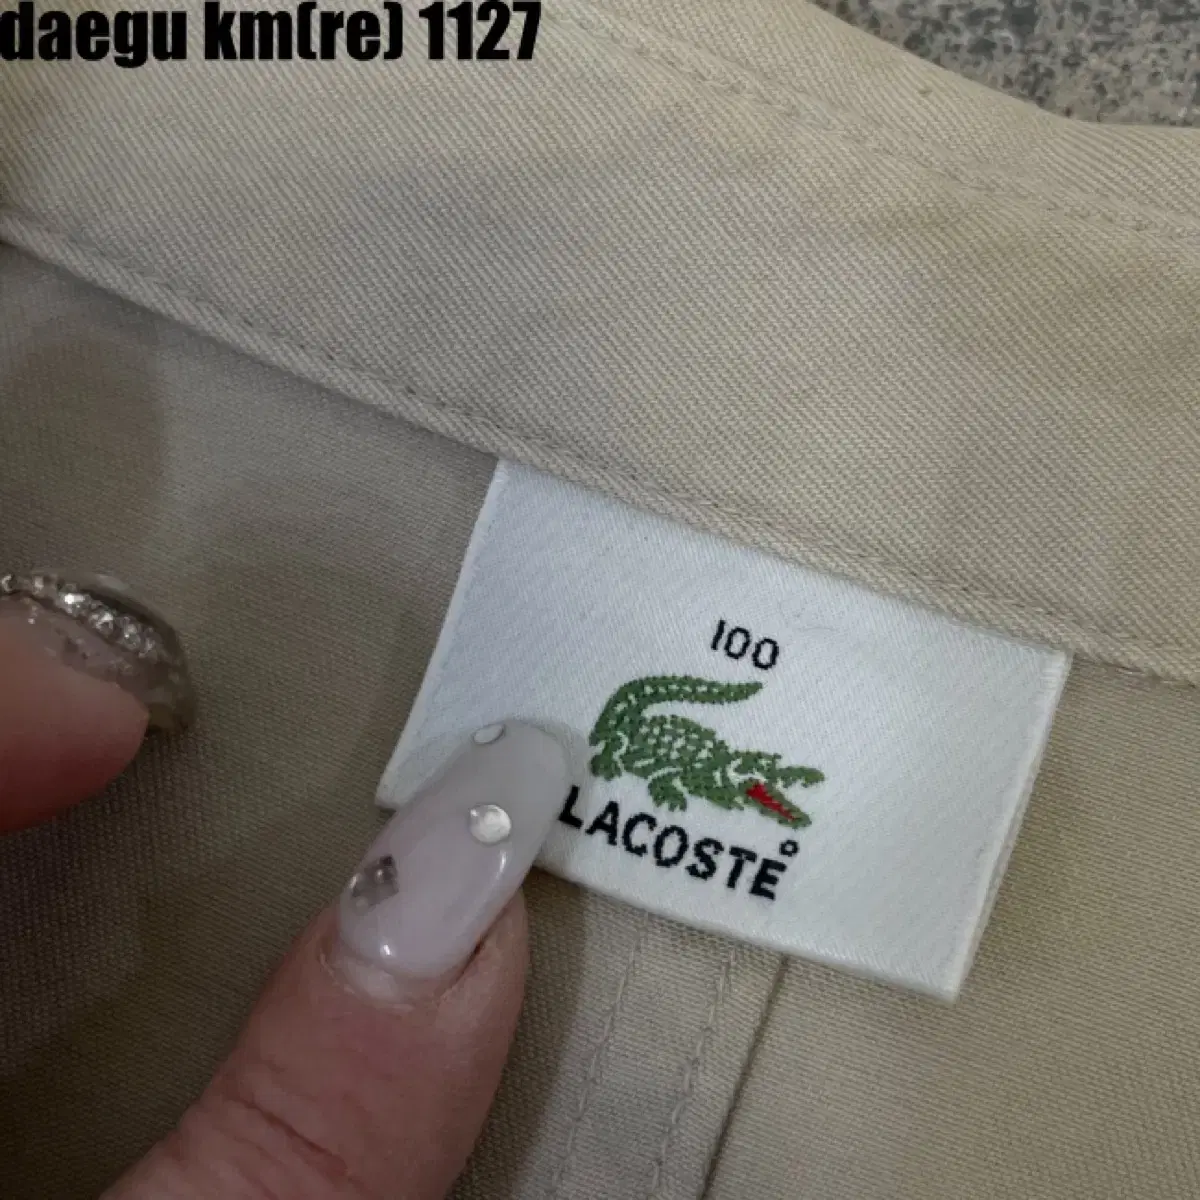 daegu km(re) 1127
100
LACOSTE